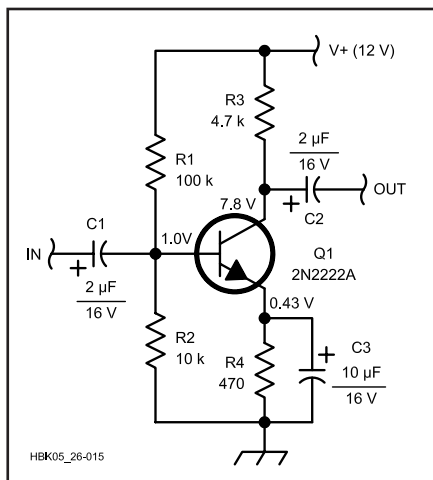 V+ (12 V)
R3
4.7 k
2 µF
16 V
R1
100 k
OUT
7.8 V
C2
C1
1.0V
Q1
2N2222A
IN
2 µF
16 V
0.43 V
R2
10 k
R4
470
C3
10 µF
16 V
HBK05_26-015